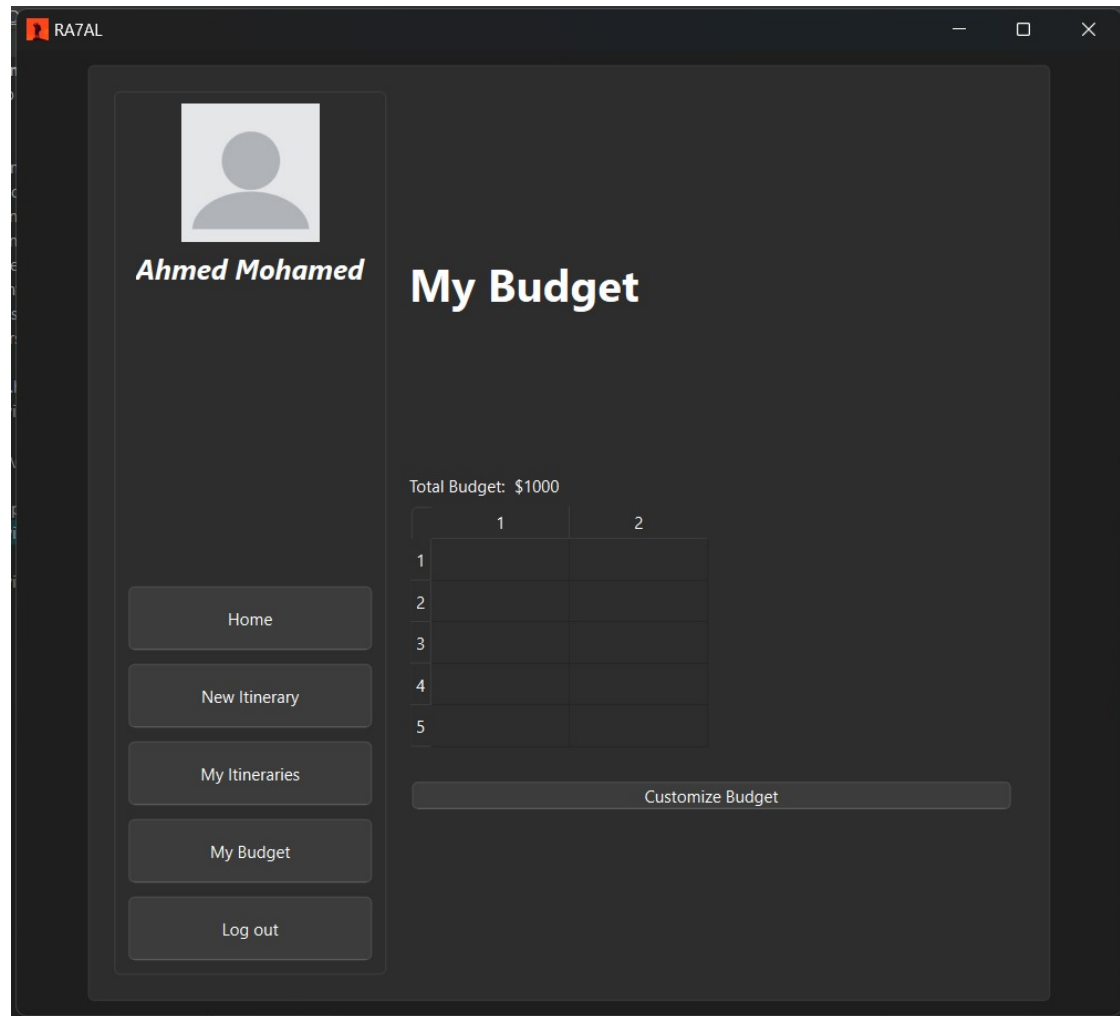 RA7AL
Ahmed Mohamed
My Budget
Total Budget: $1000
1 2
1
2
3
4
5
Customize Budget
Home
New Itinerary
My Itineraries
My Budget
Log out